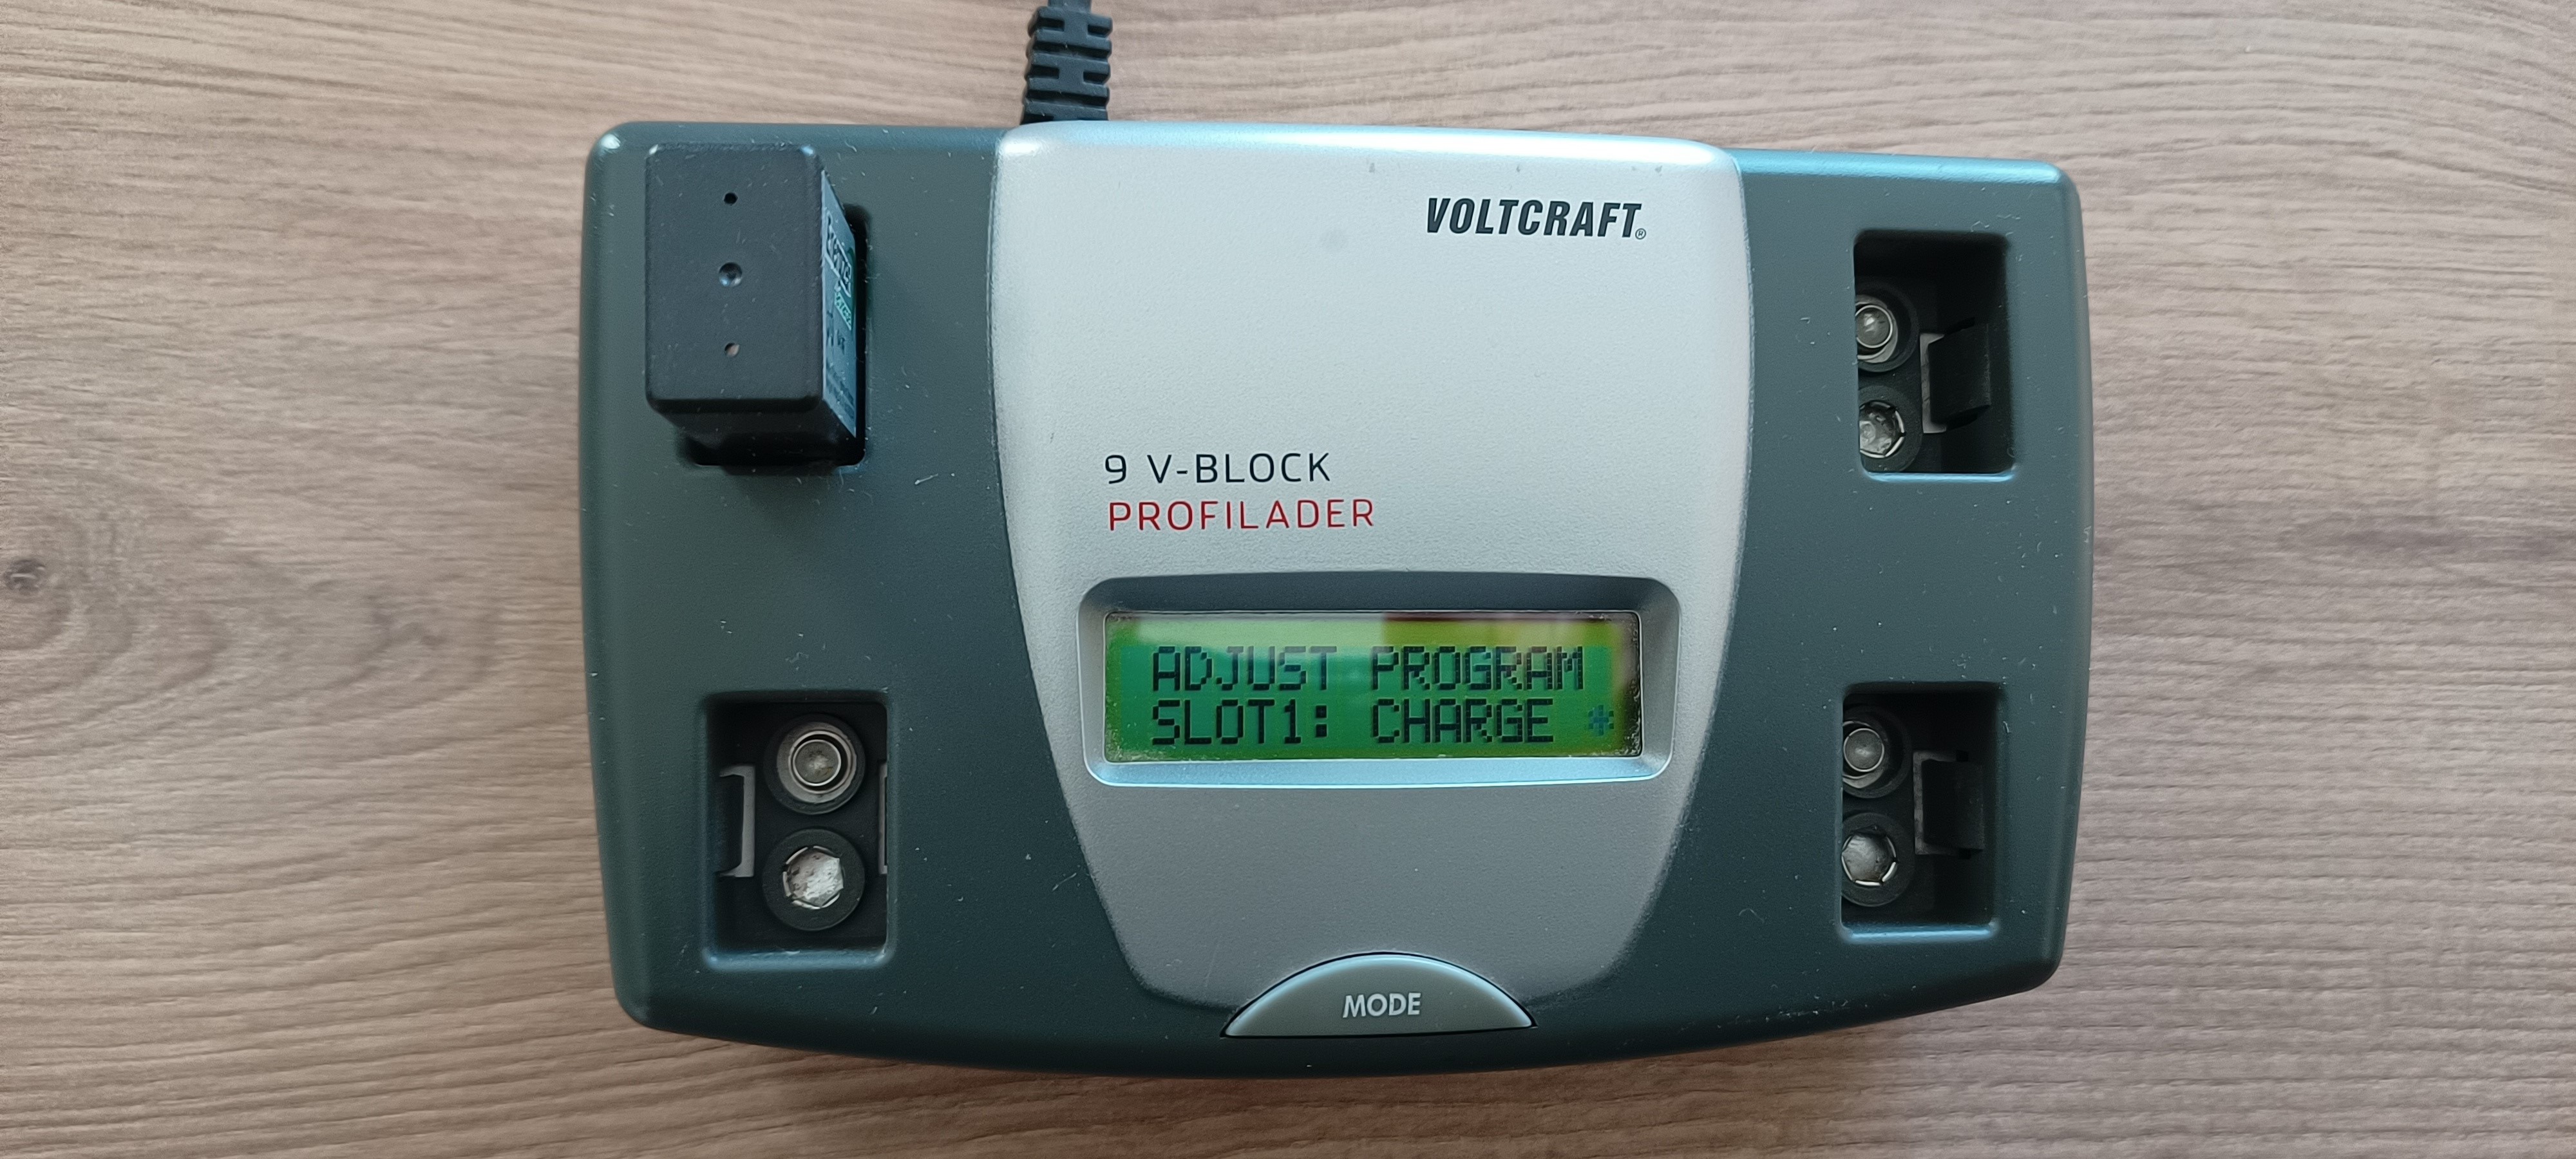 VOLTCRAFT®
9 V-BLOCK
PROFILADER
ADJUST PROGRAM
SLOT1: CHARGE *
MODE